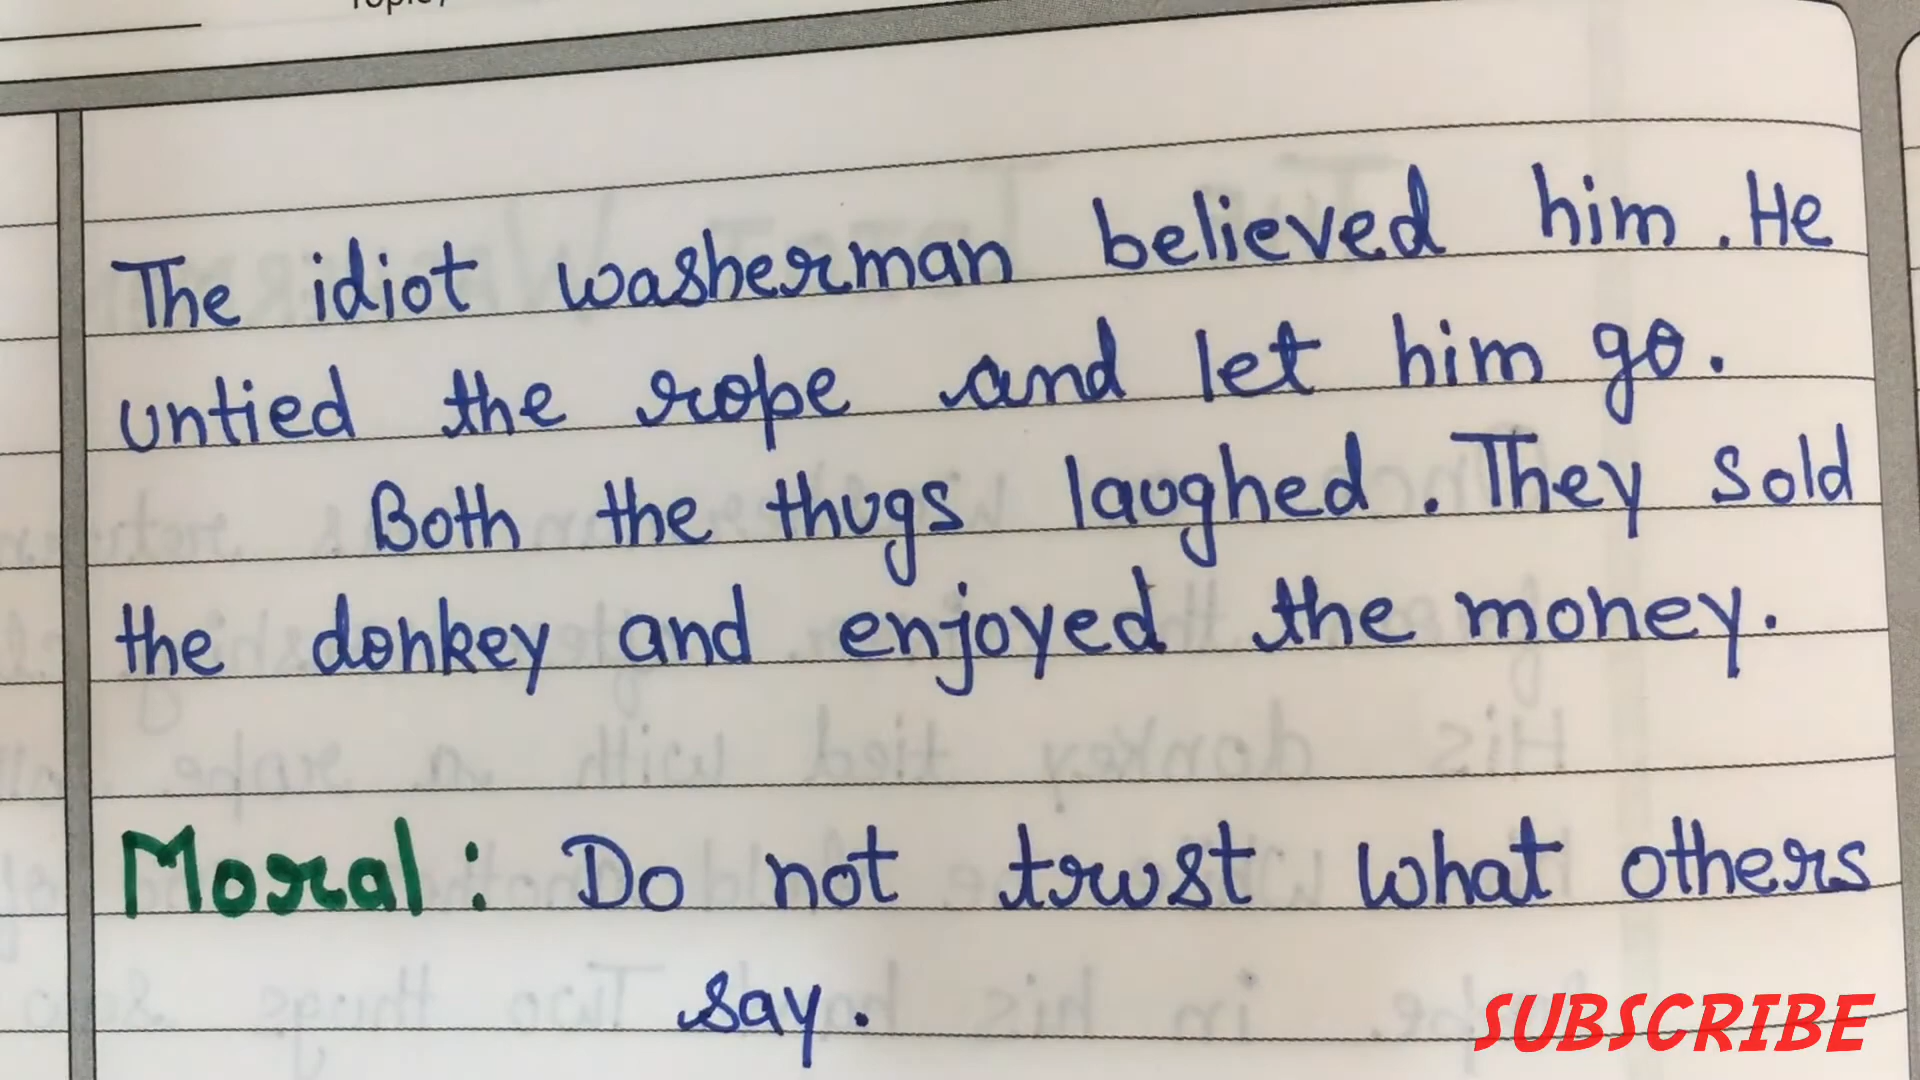 The idiot washerman believed him. He
untied the rope and let him go.
Both the thugs laughed. They sold
the donkey and enjoyed the money.
Moral: Do not trust what others
say.
SUBSCRIBE